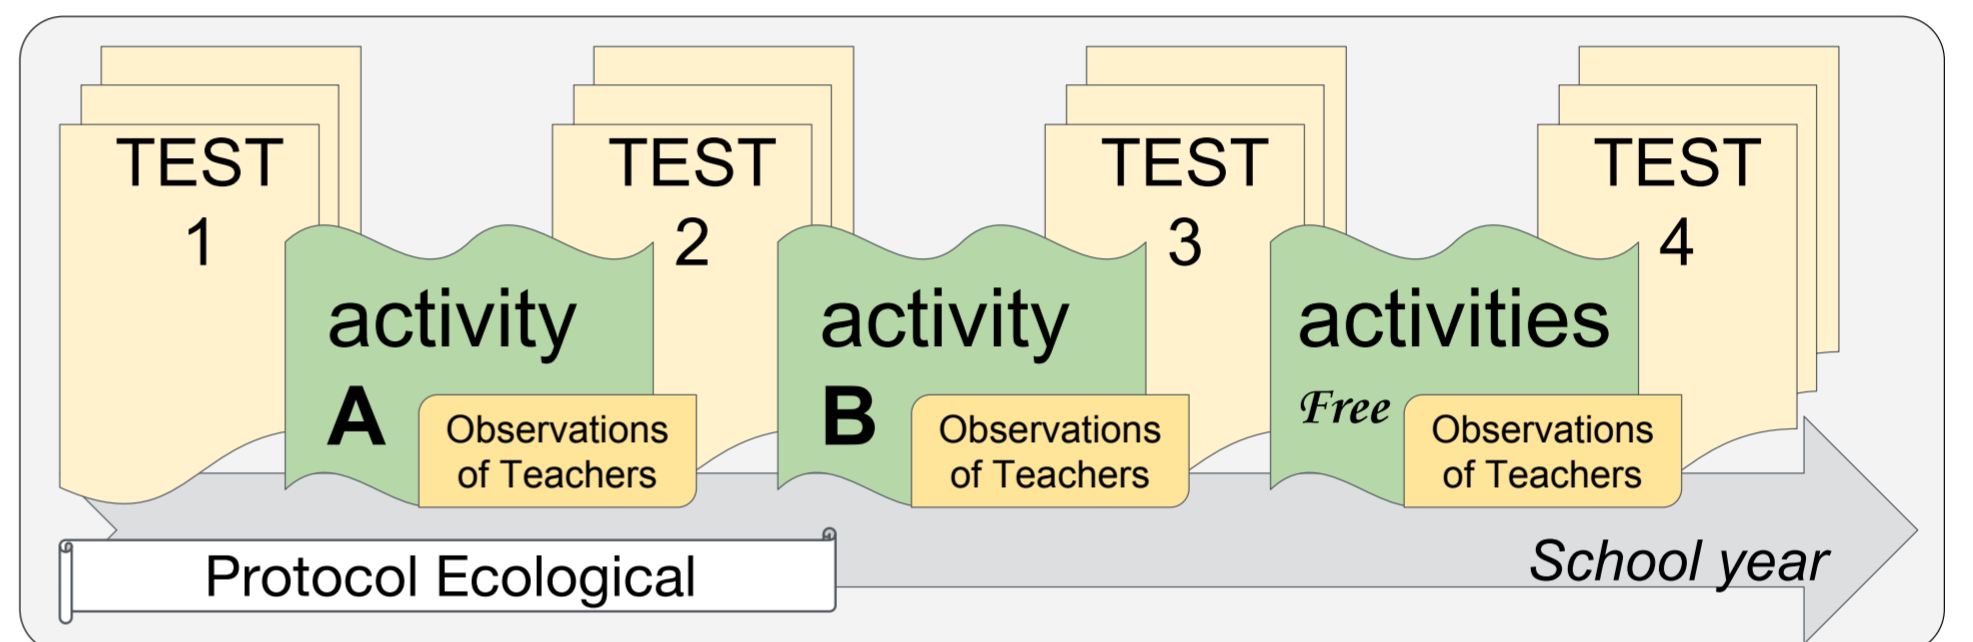 TEST
1
TEST
2
TEST
3
TEST
4
activity
A
Observations
of Teachers
activity
B
Observations
of Teachers
activities
Free
Observations
of Teachers
Protocol Ecological
School year